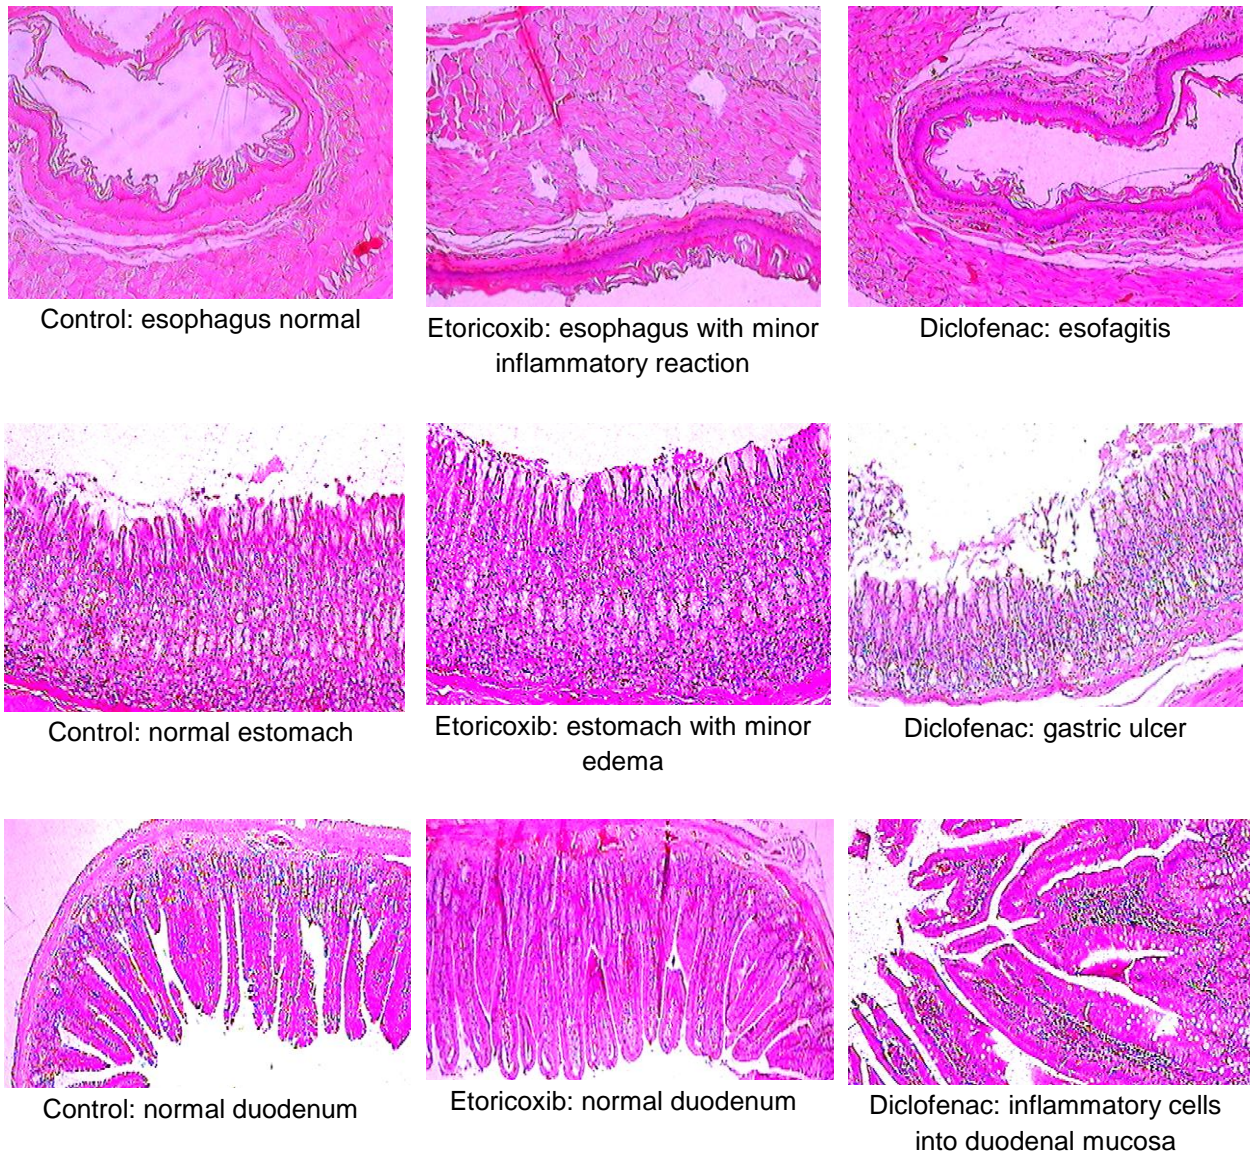 Control: esophagus normal
Etoricoxib: esophagus with minor
inflammatory reaction
Diclofenac: esofagitis
Control: normal estomach
Etoricoxib: estomach with minor
edema
Diclofenac: gastric ulcer
Control: normal duodenum
Etoricoxib: normal duodenum
Diclofenac: inflammatory cells
into duodenal mucosa